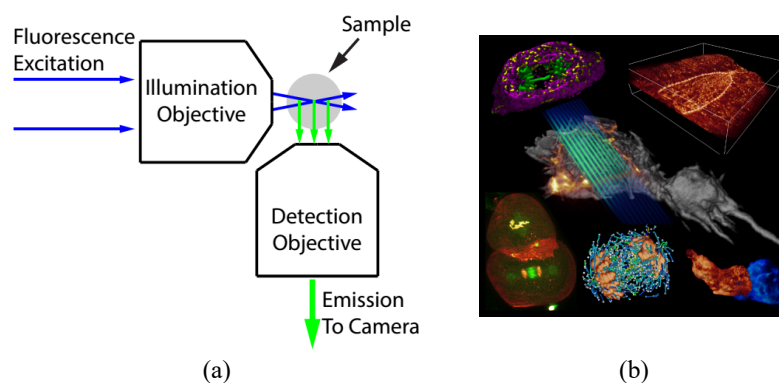 Fluorescence
Excitation
Sample
Illumination
Objective
Detection
Objective
Emission
To Camera
(a)
(b)